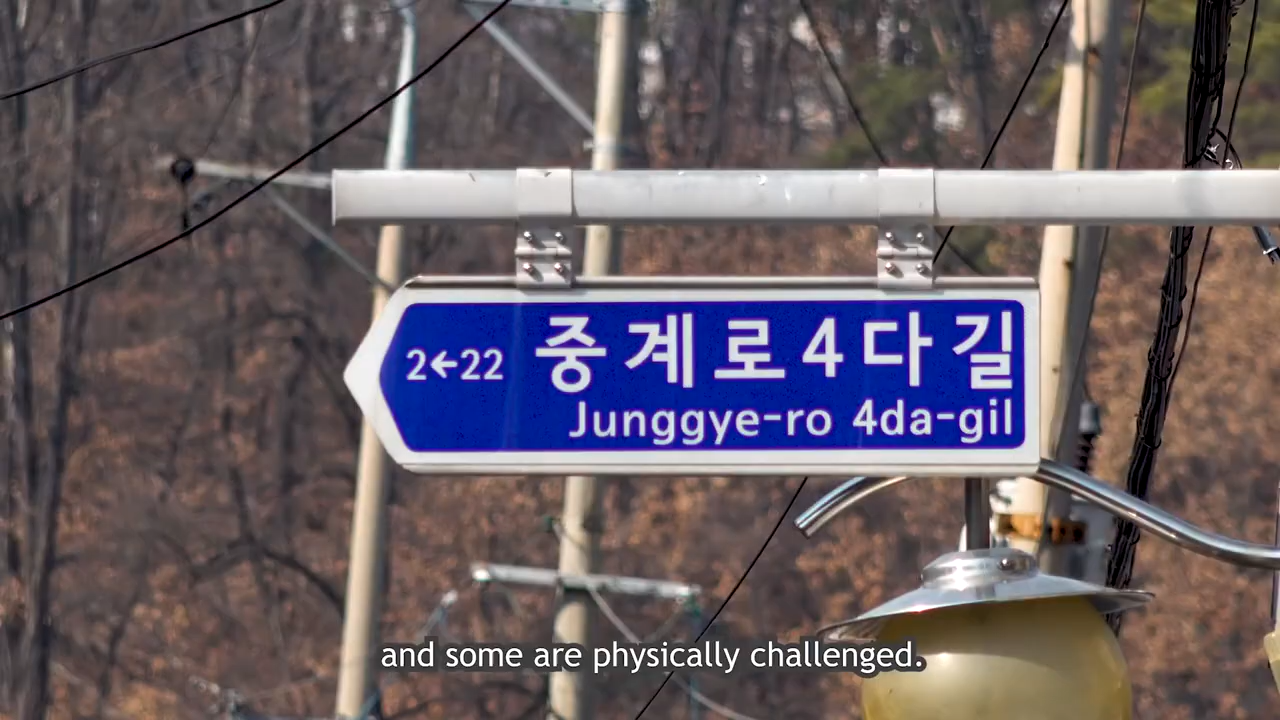 2←22 중계로4다길
Junggye-ro 4da-gil
and some are physically challenged.